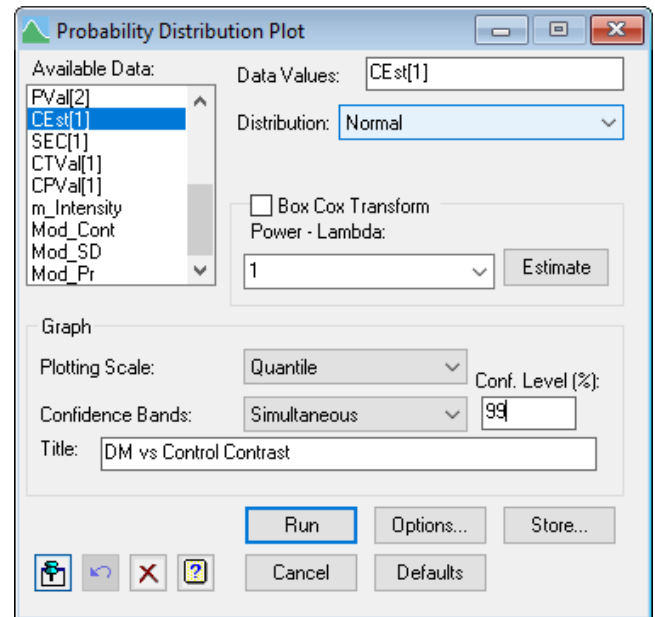 Probability Distribution Plot
Available Data:
Data Values: CEst[1]
PVal[2]
CEst[1]
SEC[1]
CTVal[1]
CPVal[1]
m_Intensity
Mod_Cont
Mod_SD
Mod_Pr
Distribution: Normal
Box Cox Transform
Power - Lambda:
1
Estimate
Graph
Plotting Scale: Quantile
Conf. Level (%):
Confidence Bands: Simultaneous 99
Title: DM vs Control Contrast
Run Options... Store...
? Cancel Defaults